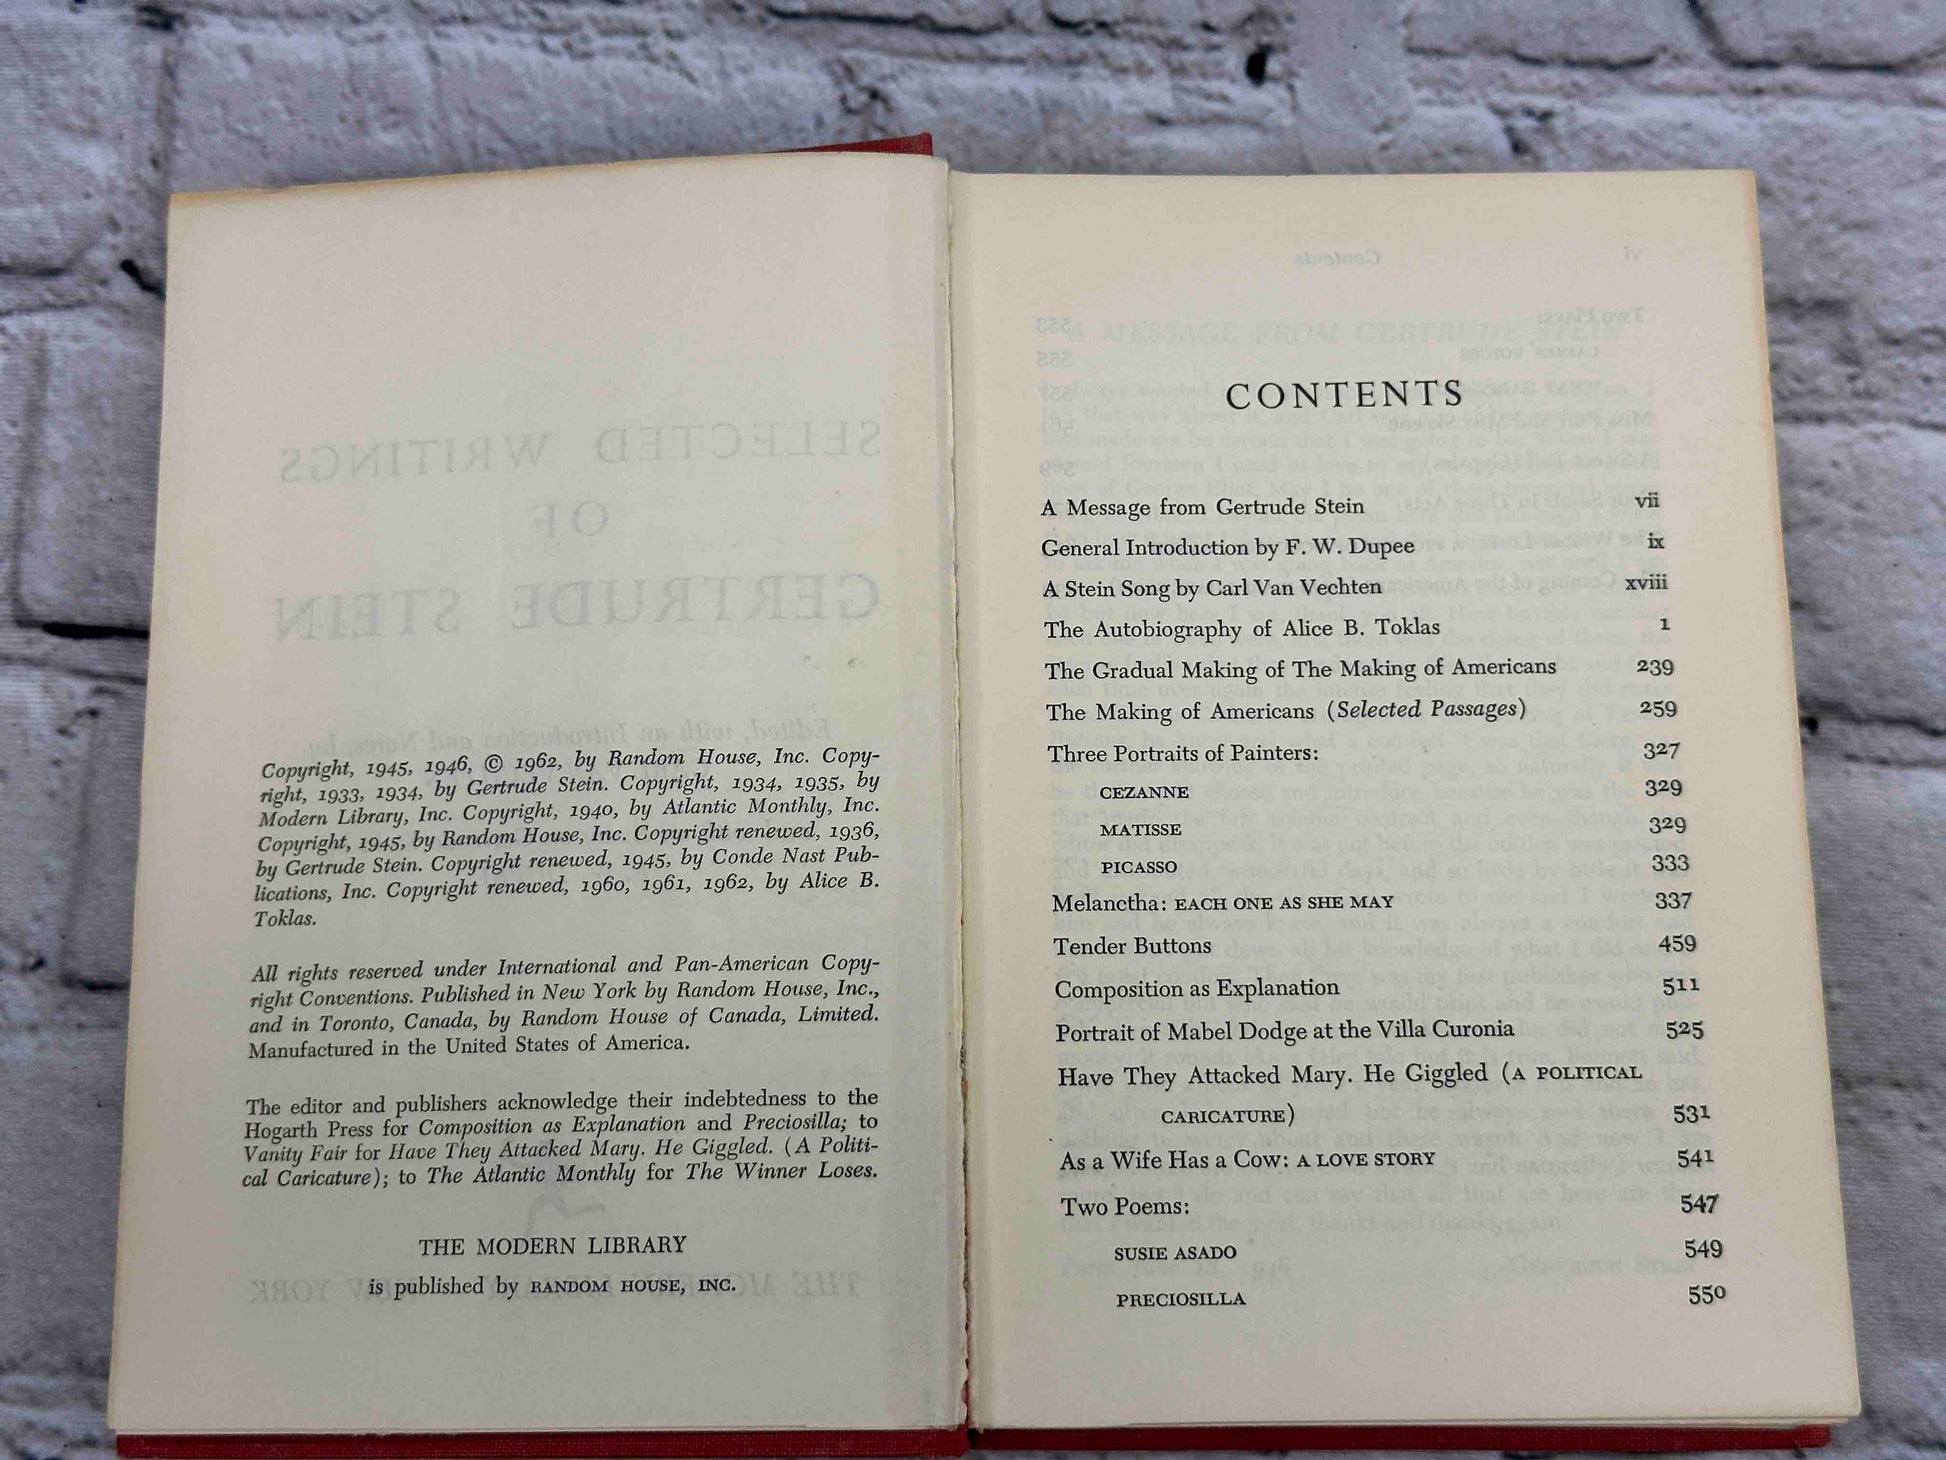 Copyright, 1945, 1946, © 1962, by Random House, Inc. Copy-
right, 1933, 1934, by Gertrude Stein. Copyright, 1934, 1935, by
Modern Library, Inc. Copyright, 1940, by Atlantic Monthly, Inc.
Copyright, 1945, by Random House, Inc. Copyright renewed, 1936,
by Gertrude Stein. Copyright renewed, 1945, by Conde Nast Pub-
lications, Inc. Copyright renewed, 1960, 1961, 1962, by Alice B.
Toklas.
All rights reserved under International and Pan-American Copy-
right Conventions. Published in New York by Random House, Inc.,
and in Toronto, Canada, by Random House of Canada, Limited.
Manufactured in the United States of America.
The editor and publishers acknowledge their indebtedness to the
Hogarth Press for Composition as Explanation and Preciosilla; to
Vanity Fair for Have They Attacked Mary. He Giggled. (A Politi-
cal Caricature); to The Atlantic Monthly for The Winner Loses.
THE MODERN LIBRARY
is published by RANDOM HOUSE, INC.
CONTENTS
A Message from Gertrude Stein vii
General Introduction by F. W. Dupee ix
A Stein Song by Carl Van Vechten xviii
The Autobiography of Alice B. Toklas 1
The Gradual Making of The Making of Americans 239
The Making of Americans (Selected Passages) 259
Three Portraits of Painters: 327
CEZANNE 329
MATISSE 329
PICASSO 333
Melanctha: EACH ONE AS SHE MAY 337
Tender Buttons 459
Composition as Explanation 511
Portrait of Mabel Dodge at the Villa Curonia 525
Have They Attacked Mary. He Giggled (A POLITICAL
CARICATURE) 531
As a Wife Has a Cow: A LOVE STORY 541
Two Poems: 547
SUSIE ASADO 549
PRECIOSILLA 550